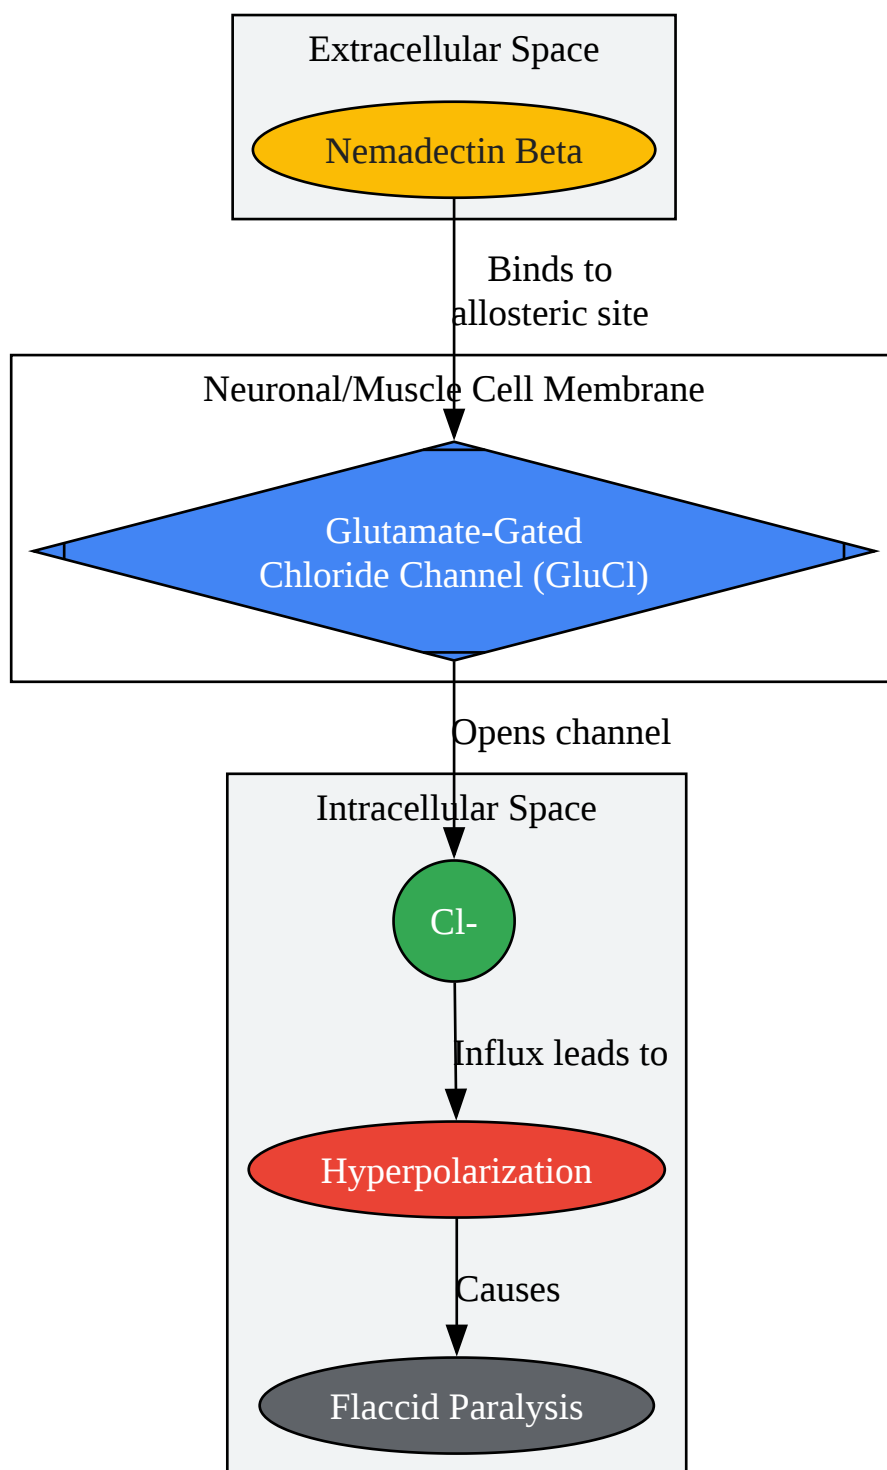 Extracellular Space
Nemadectin Beta
Binds to
allosteric site
Neuronal/Muscle Cell Membrane
Glutamate-Gated
Chloride Channel (GluCl)
Opens channel
Intracellular Space
Cl-
Influx leads to
Hyperpolarization
Causes
Flaccid Paralysis